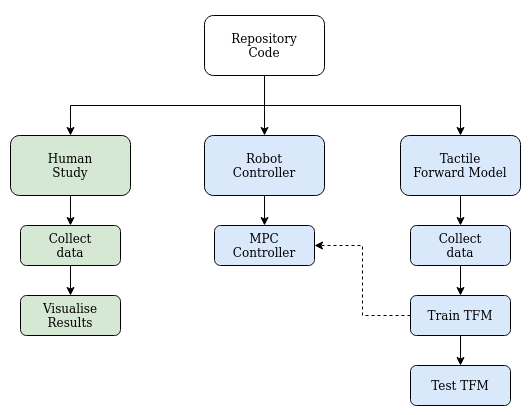 Repository
Code
Human
Study
Robot
Controller
Tactile
Forward Model
Collect
data
MPC
Controller
Collect
data
Visualise
Results
Train TFM
Test TFM